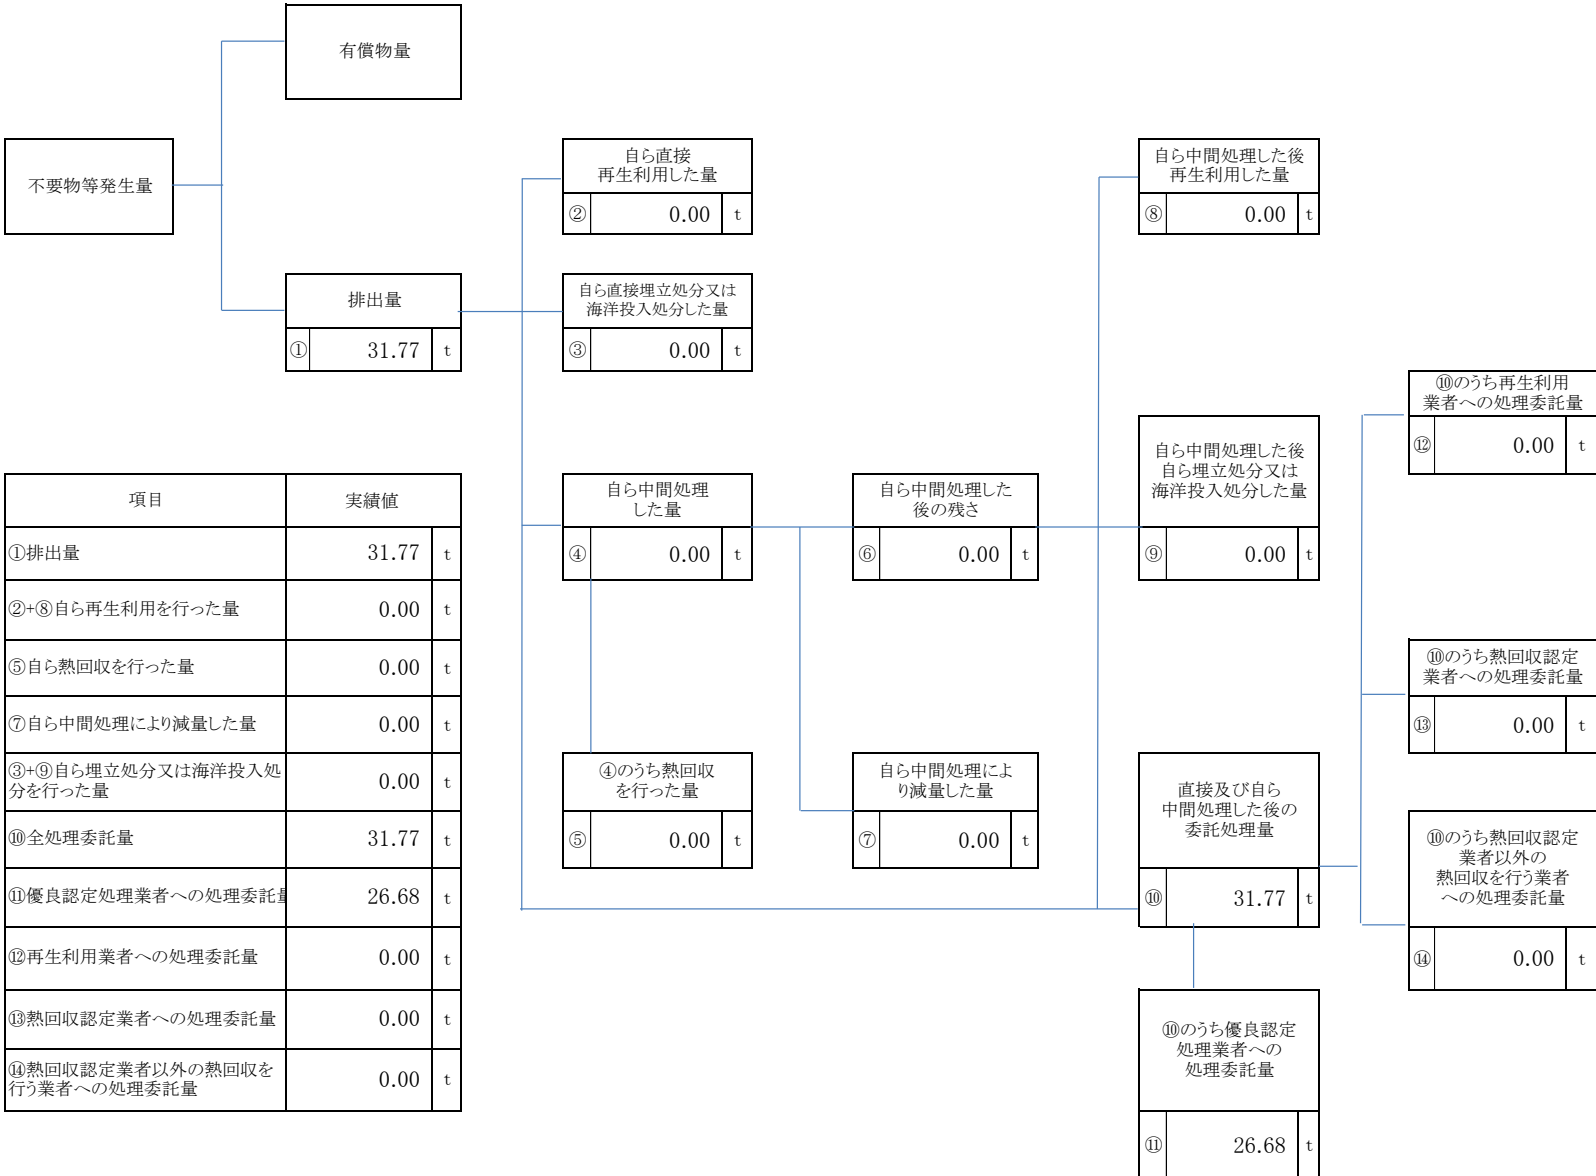 有償物量
不要物等発生量
排出量
① 31.77 t
自ら直接
再生利用した量
② 0.00 t
自ら直接埋立処分又は
海洋投入処分した量
③ 0.00 t
自ら中間処理
した量
④ 0.00 t
④のうち熱回収
を行った量
⑤ 0.00 t
自ら中間処理した
後の残さ
⑥ 0.00 t
自ら中間処理によ
り減量した量
⑦ 0.00 t
自ら中間処理した後
再生利用した量
⑧ 0.00 t
自ら中間処理した後
自ら埋立処分又は
海洋投入処分した量
⑨ 0.00 t
直接及び自ら
中間処理した後の
委託処理量
⑩ 31.77 t
⑩のうち優良認定
処理業者への
処理委託量
⑪ 26.68 t
⑩のうち再生利用
業者への処理委託量
⑫ 0.00 t
⑩のうち熱回収認定
業者への処理委託量
⑬ 0.00 t
⑩のうち熱回収認定
業者以外の
熱回収を行う業者
への処理委託量
⑭ 0.00 t
項目 実績値
①排出量 31.77 t
②+⑧自ら再生利用を行った量 0.00 t
⑤自ら熱回収を行った量 0.00 t
⑦自ら中間処理により減量した量 0.00 t
③+⑨自ら埋立処分又は海洋投入処
分を行った量 0.00 t
⑩全処理委託量 31.77 t
⑪優良認定処理業者への処理委託量 26.68 t
⑫再生利用業者への処理委託量 0.00 t
⑬熱回収認定業者への処理委託量 0.00 t
⑭熱回収認定業者以外の熱回収を
行う業者への処理委託量 0.00 t